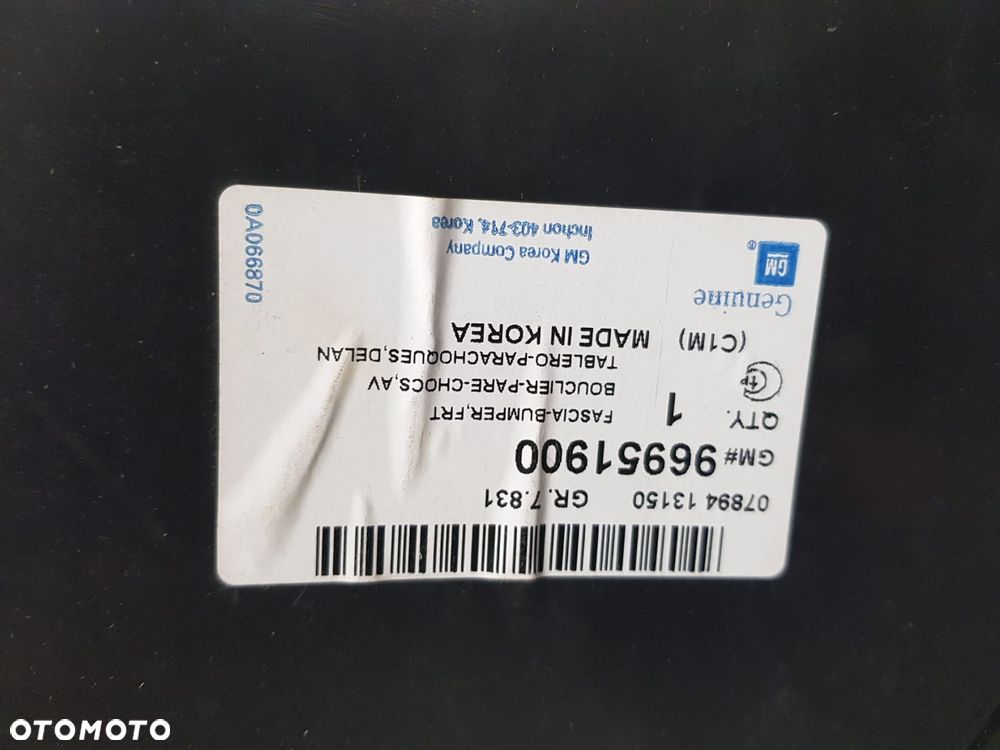 07894 13150 GR. 7.831
GM# 96951900
QTY. 1 FASCIA-BUMPER,FRT
BOUCLIER-PARE-CHOCS,AV
TABLERO-PARACHOQUES,DELAN
(C1M) MADE IN KOREA
Genuine
GM ®
GM Korea Company
Inchon 403-714, Korea
0A066870
OTOMOTO